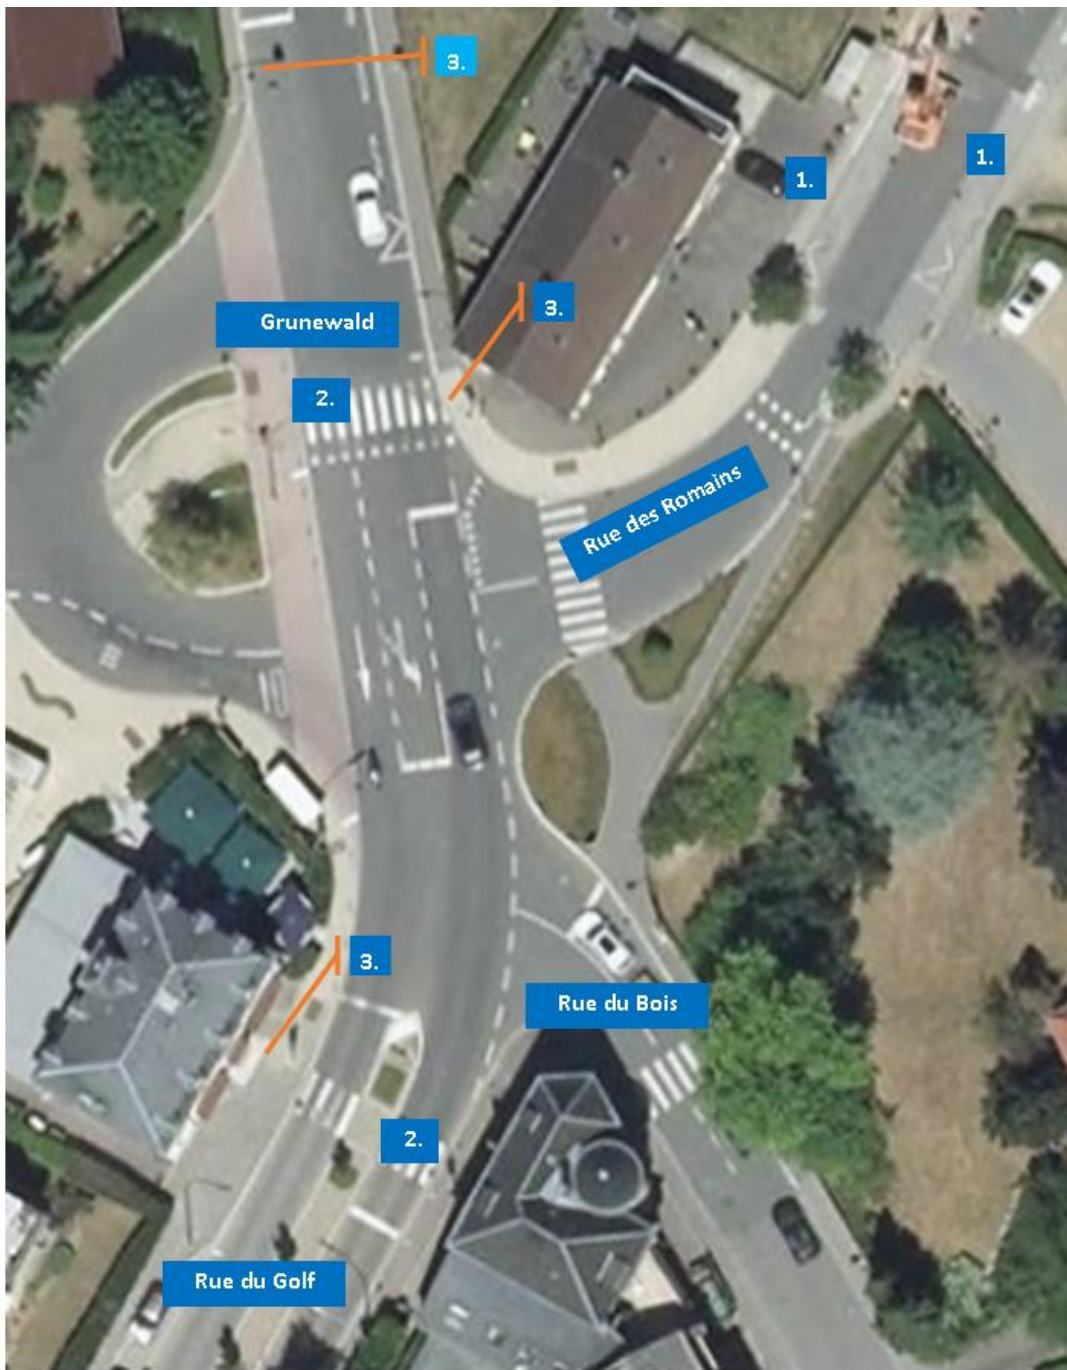 3.
1.
1.
3.
Grunewald
2.
Rue des Romains
3.
Rue du Bois
2.
Rue du Golf